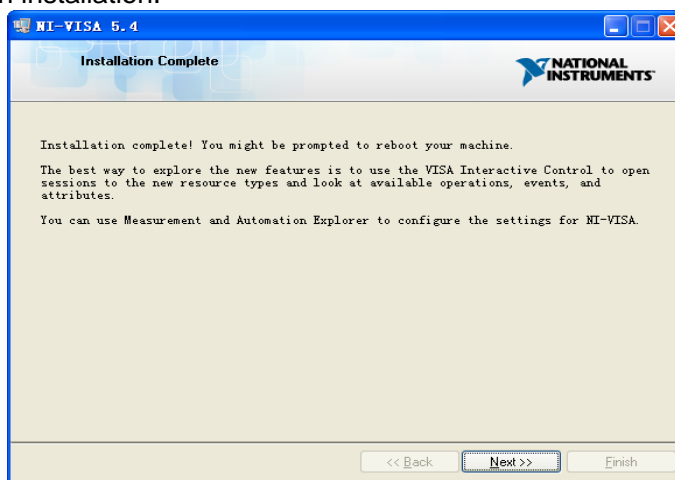 n installation.
NI-VISA 5.4
Installation Complete
NATIONAL
INSTRUMENTS™
Installation complete! You might be prompted to reboot your machine.
The best way to explore the new features is to use the VISA Interactive Control to open
sessions to the new resource types and look at available operations, events, and
attributes.
You can use Measurement and Automation Explorer to configure the settings for NI-VISA.
<< Back
Next >>
Finish